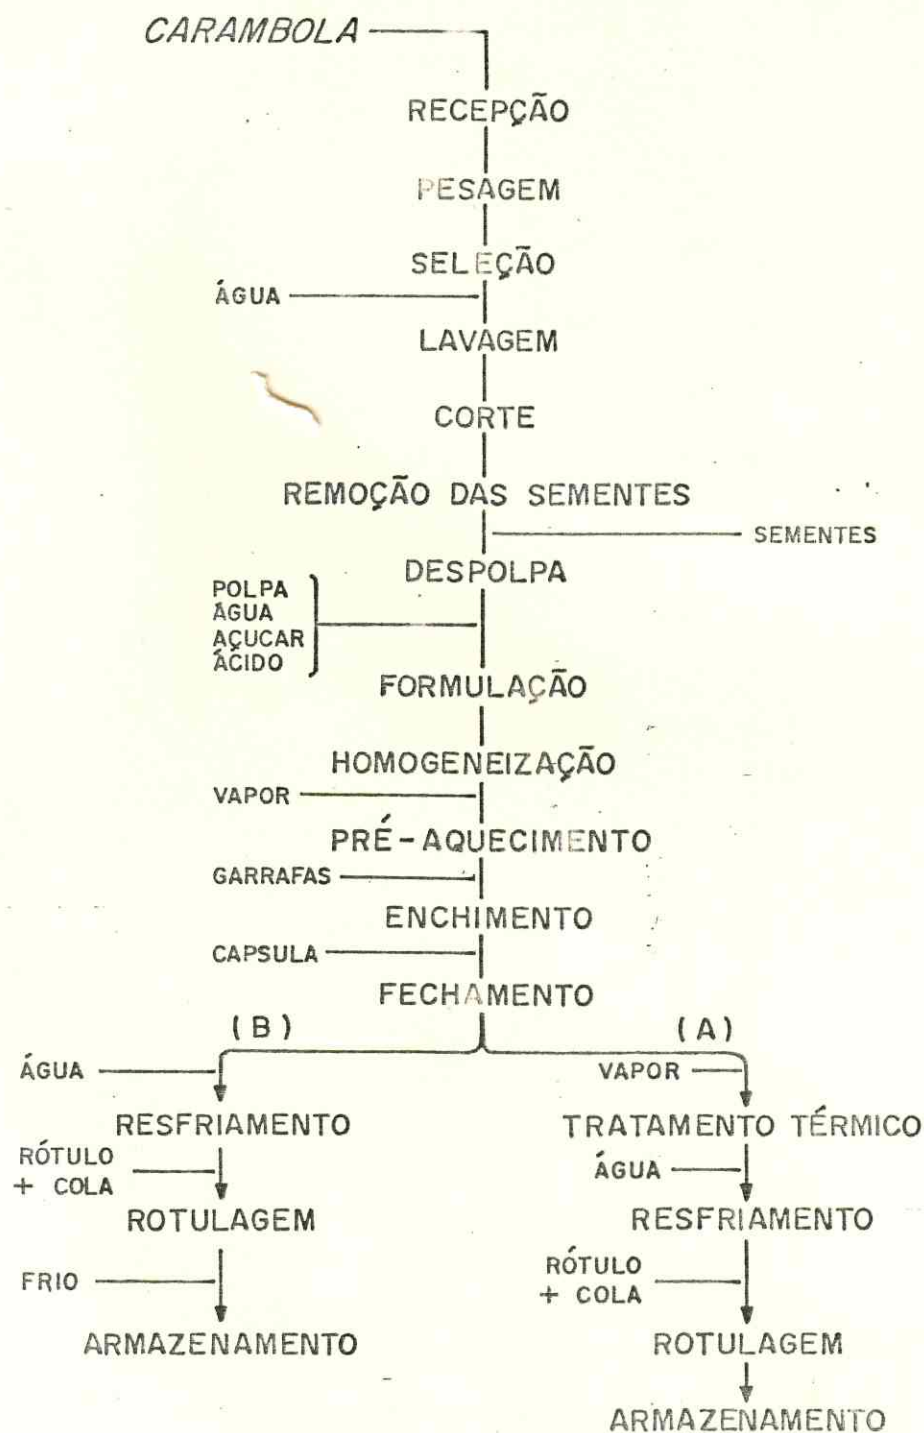 CARAMBOLA
RECEPÇÃO
PESAGEM
SELEÇÃO
ÁGUA
LAVAGEM
CORTE
REMOÇÃO DAS SEMENTES
SEMENTES
DESPOLPA
POLPA
ÁGUA
AÇUCAR
ÁCIDO
FORMULAÇÃO
HOMOGENEIZAÇÃO
VAPOR
PRÉ-AQUECIMENTO
GARRAFAS
ENCHIMENTO
CAPSULA
FECHAMENTO
(B)
ÁGUA
RESFRIAMENTO
RÓTULO
+ COLA
ROTULAGEM
FRIO
ARMAZENAMENTO
(A)
VAPOR
TRATAMENTO TÉRMICO
ÁGUA
RESFRIAMENTO
RÓTULO
+ COLA
ROTULAGEM
ARMAZENAMENTO